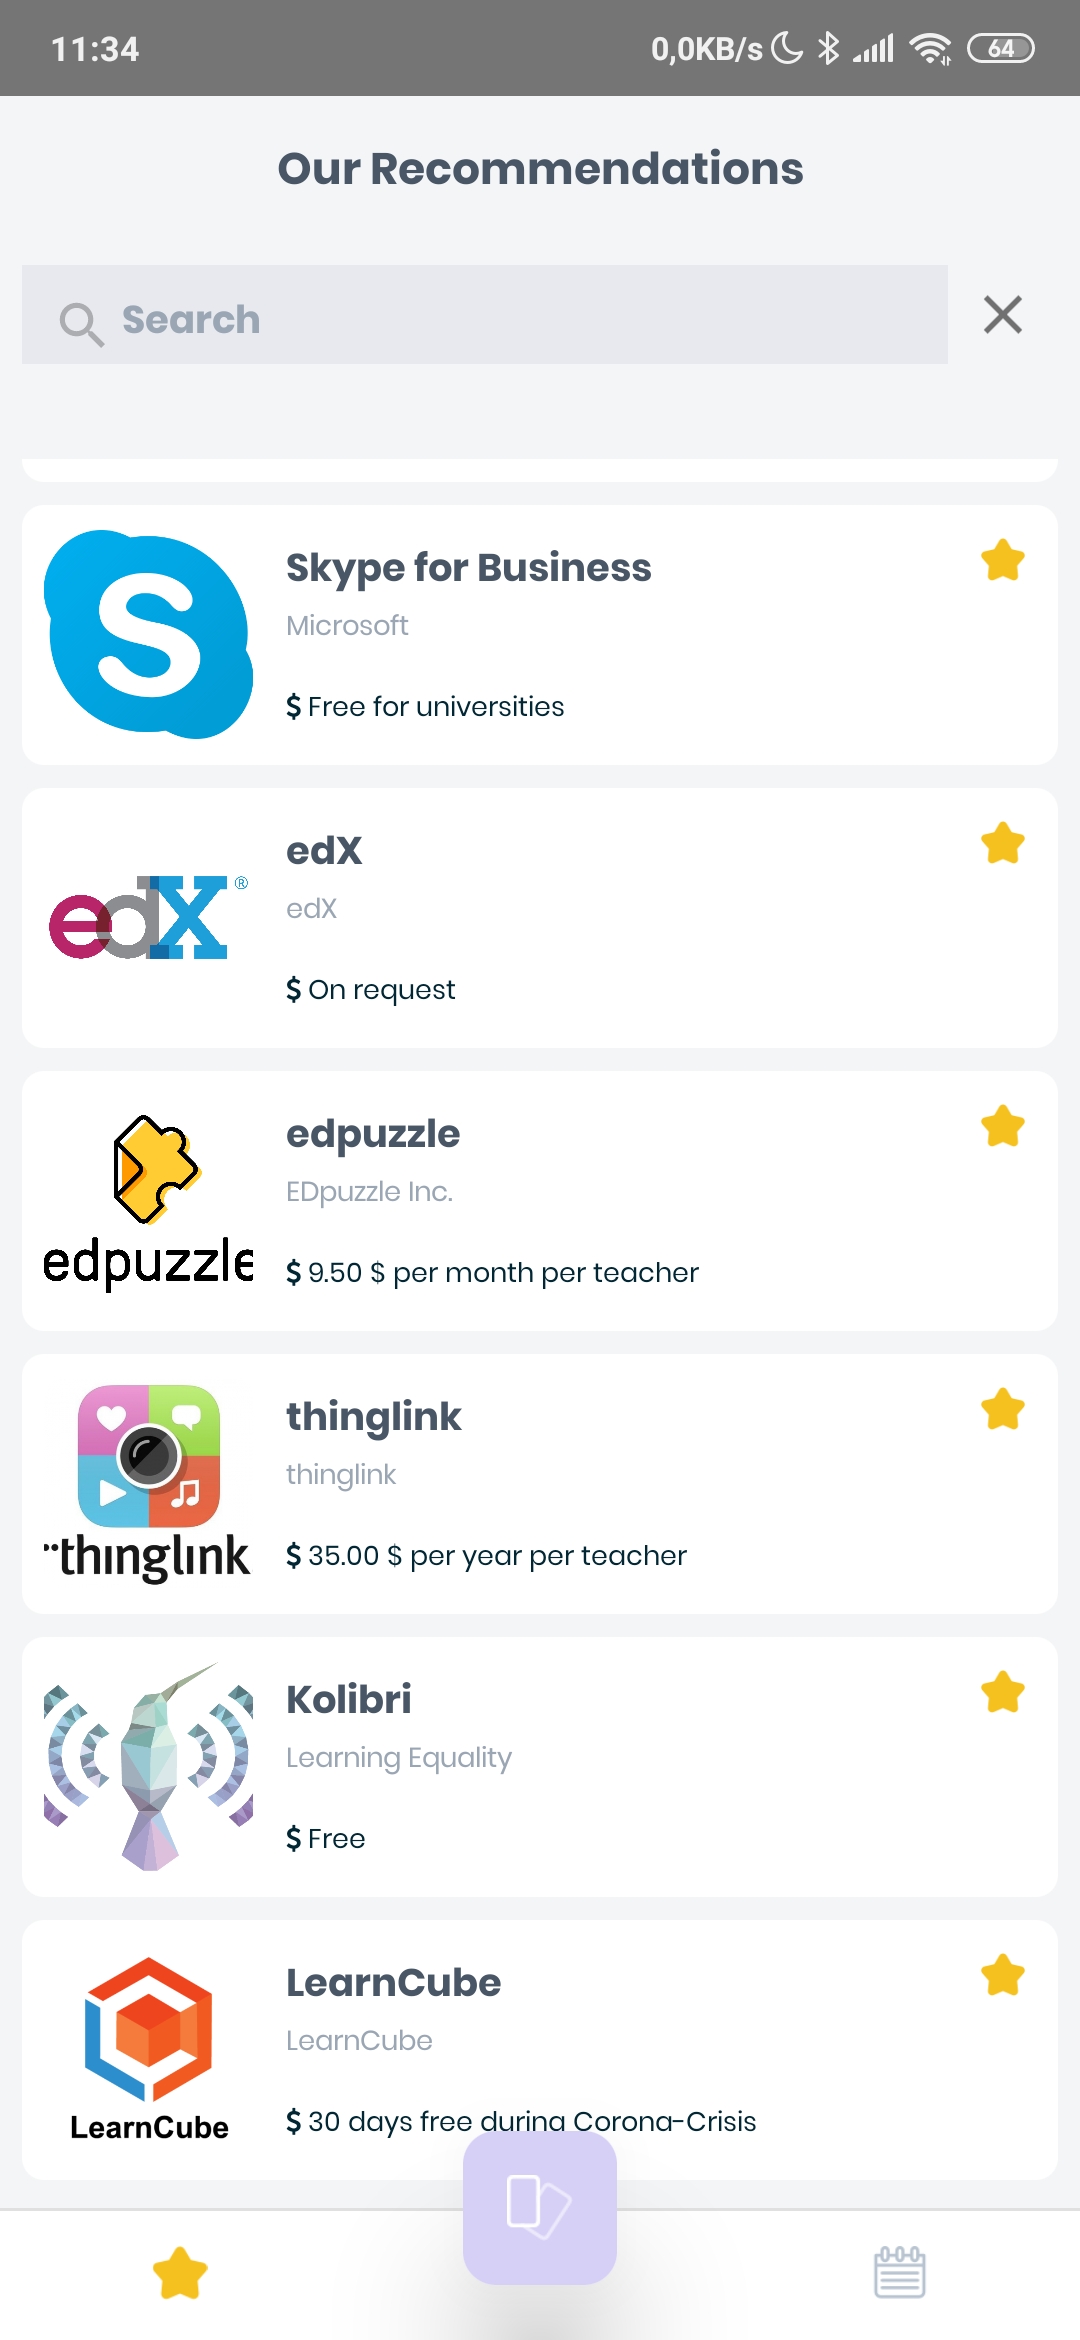 11:34
0,0KB/s
64
Our Recommendations
Search
Skype for Business
Microsoft
$ Free for universities
edX®
edX
edX
$ On request
edpuzzle
edpuzzle
EDpuzzle Inc.
$ 9.50 $ per month per teacher
thinglink
thinglink
thinglink
$ 35.00 $ per year per teacher
Kolibri
Learning Equality
$ Free
LearnCube
LearnCube
LearnCube
$ 30 days free during Corona-Crisis